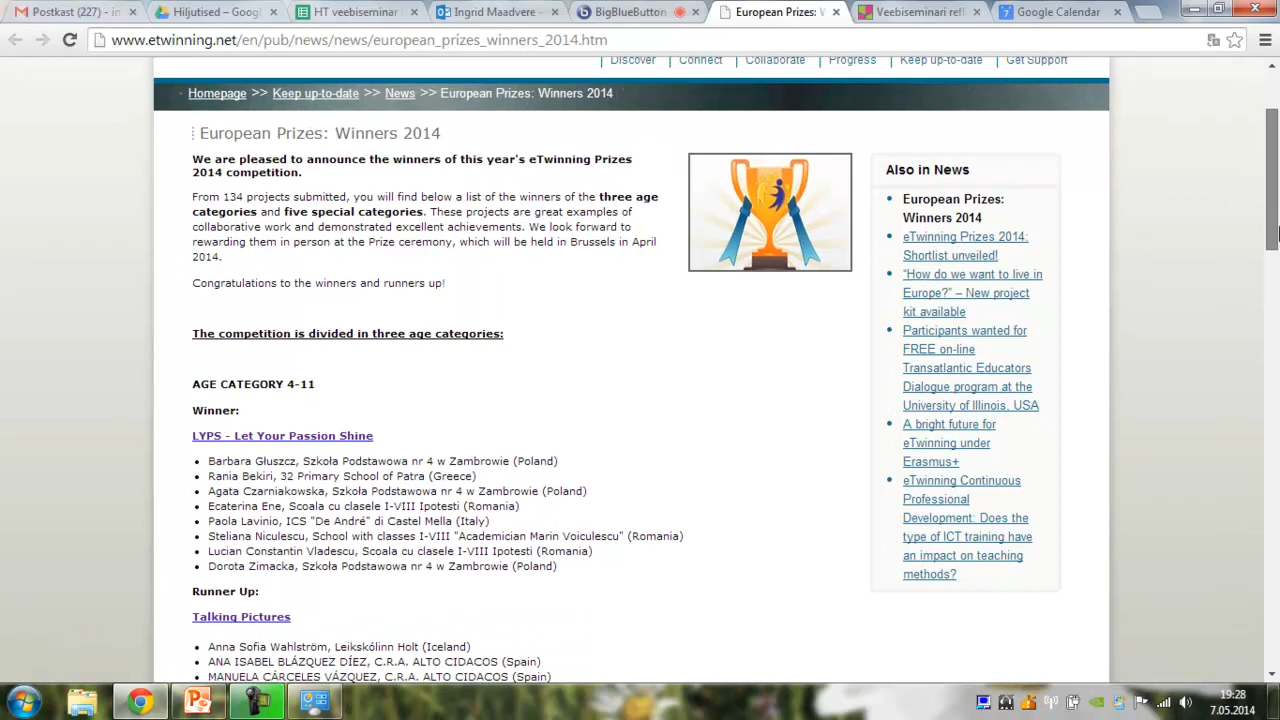 Postkast (227) - in
Hiljutised – Googl
HT veebiseminar
Ingrid Maadvere -
BigBlueButton
European Prizes: W
Veebiseminari refl
Google Calendar
www.etwinning.net/en/pub/news/news/european_prizes_winners_2014.htm
Discover Connect Collaborate Progress Keep up-to-date Get Support
Homepage >> Keep up-to-date >> News >> European Prizes: Winners 2014
European Prizes: Winners 2014
We are pleased to announce the winners of this year's eTwinning Prizes
2014 competition.
From 134 projects submitted, you will find below a list of the winners of the three age
categories and five special categories. These projects are great examples of
collaborative work and demonstrated excellent achievements. We look forward to
rewarding them in person at the Prize ceremony, which will be held in Brussels in April
2014.
Congratulations to the winners and runners up!
The competition is divided in three age categories:
AGE CATEGORY 4-11
Winner:
LYPS - Let Your Passion Shine
Barbara Głuszcz, Szkoła Podstawowa nr 4 w Zambrowie (Poland)
Rania Bekiri, 32 Primary School of Patra (Greece)
Agata Czarniakowska, Szkoła Podstawowa nr 4 w Zambrowie (Poland)
Ecaterina Ene, Scoala cu clasele I-VIII Ipotesti (Romania)
Paola Lavinio, ICS "De André" di Castel Mella (Italy)
Steliana Niculescu, School with classes I-VIII "Academician Marin Voiculescu" (Romania)
Lucian Constantin Vladescu, Scoala cu clasele I-VIII Ipotesti (Romania)
Dorota Zimacka, Szkoła Podstawowa nr 4 w Zambrowie (Poland)
Runner Up:
Talking Pictures
Anna Sofia Wahlström, Leikskólinn Holt (Iceland)
ANA ISABEL BLÁZQUEZ DÍEZ, C.R.A. ALTO CIDACOS (Spain)
MANUELA CÁRCELES VÁZQUEZ, C.R.A. ALTO CIDACOS (Spain)
Also in News
European Prizes:
Winners 2014
eTwinning Prizes 2014:
Shortlist unveiled!
"How do we want to live in
Europe?" – New project
kit available
Participants wanted for
FREE on-line
Transatlantic Educators
Dialogue program at the
University of Illinois, USA
A bright future for
eTwinning under
Erasmus+
eTwinning Continuous
Professional
Development: Does the
type of ICT training have
an impact on teaching
methods?
19:28
7.05.2014